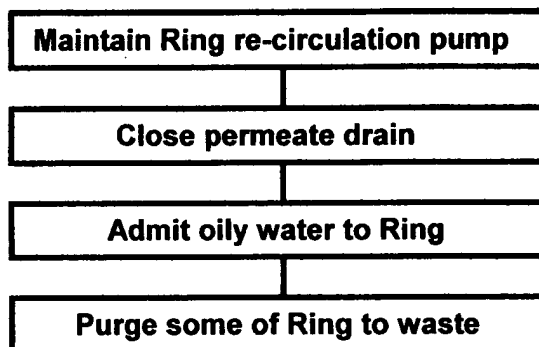 Maintain Ring re-circulation pump
Close permeate drain
Admit oily water to Ring
Purge some of Ring to waste